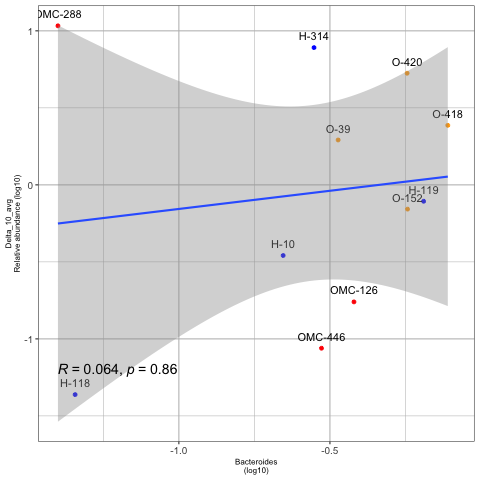 OMC-288
H-314
O-420
O-418
O-39
H-119
O-152
H-10
OMC-126
OMC-446
R = 0.064, p = 0.86
H-118
1
0
-1
-1.0
-0.5
Delta_10_avg
Relative abundance (log10)
Bacteroides
(log10)